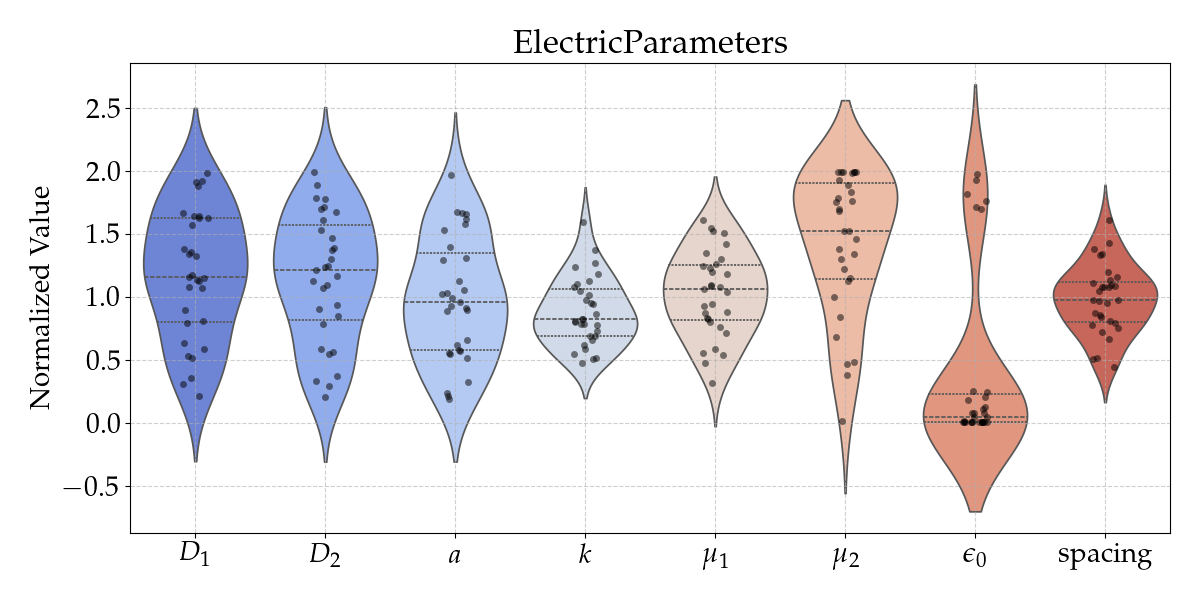 ElectricParameters
Normalized Value
2.5
2.0
1.5
1.0
0.5
0.0
−0.5
D₁ D₂ a k μ₁ μ₂ ϵ₀ spacing